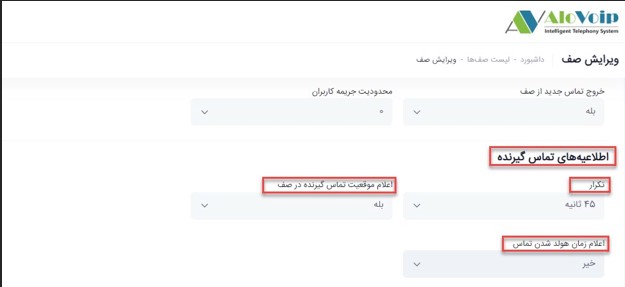 AloVoip
Intelligent Telephony System
ویرایش صف داشبورد - لیست صف‌ها - ویرایش صف
خروج تماس جدید از صف
بله
محدودیت جریمه کاربران
۰
اطلاعیه‌های تماس گیرنده
تکرار
۴۵ ثانیه
اعلام موقعیت تماس گیرنده در صف
بله
اعلام زمان هولد شدن تماس
خیر